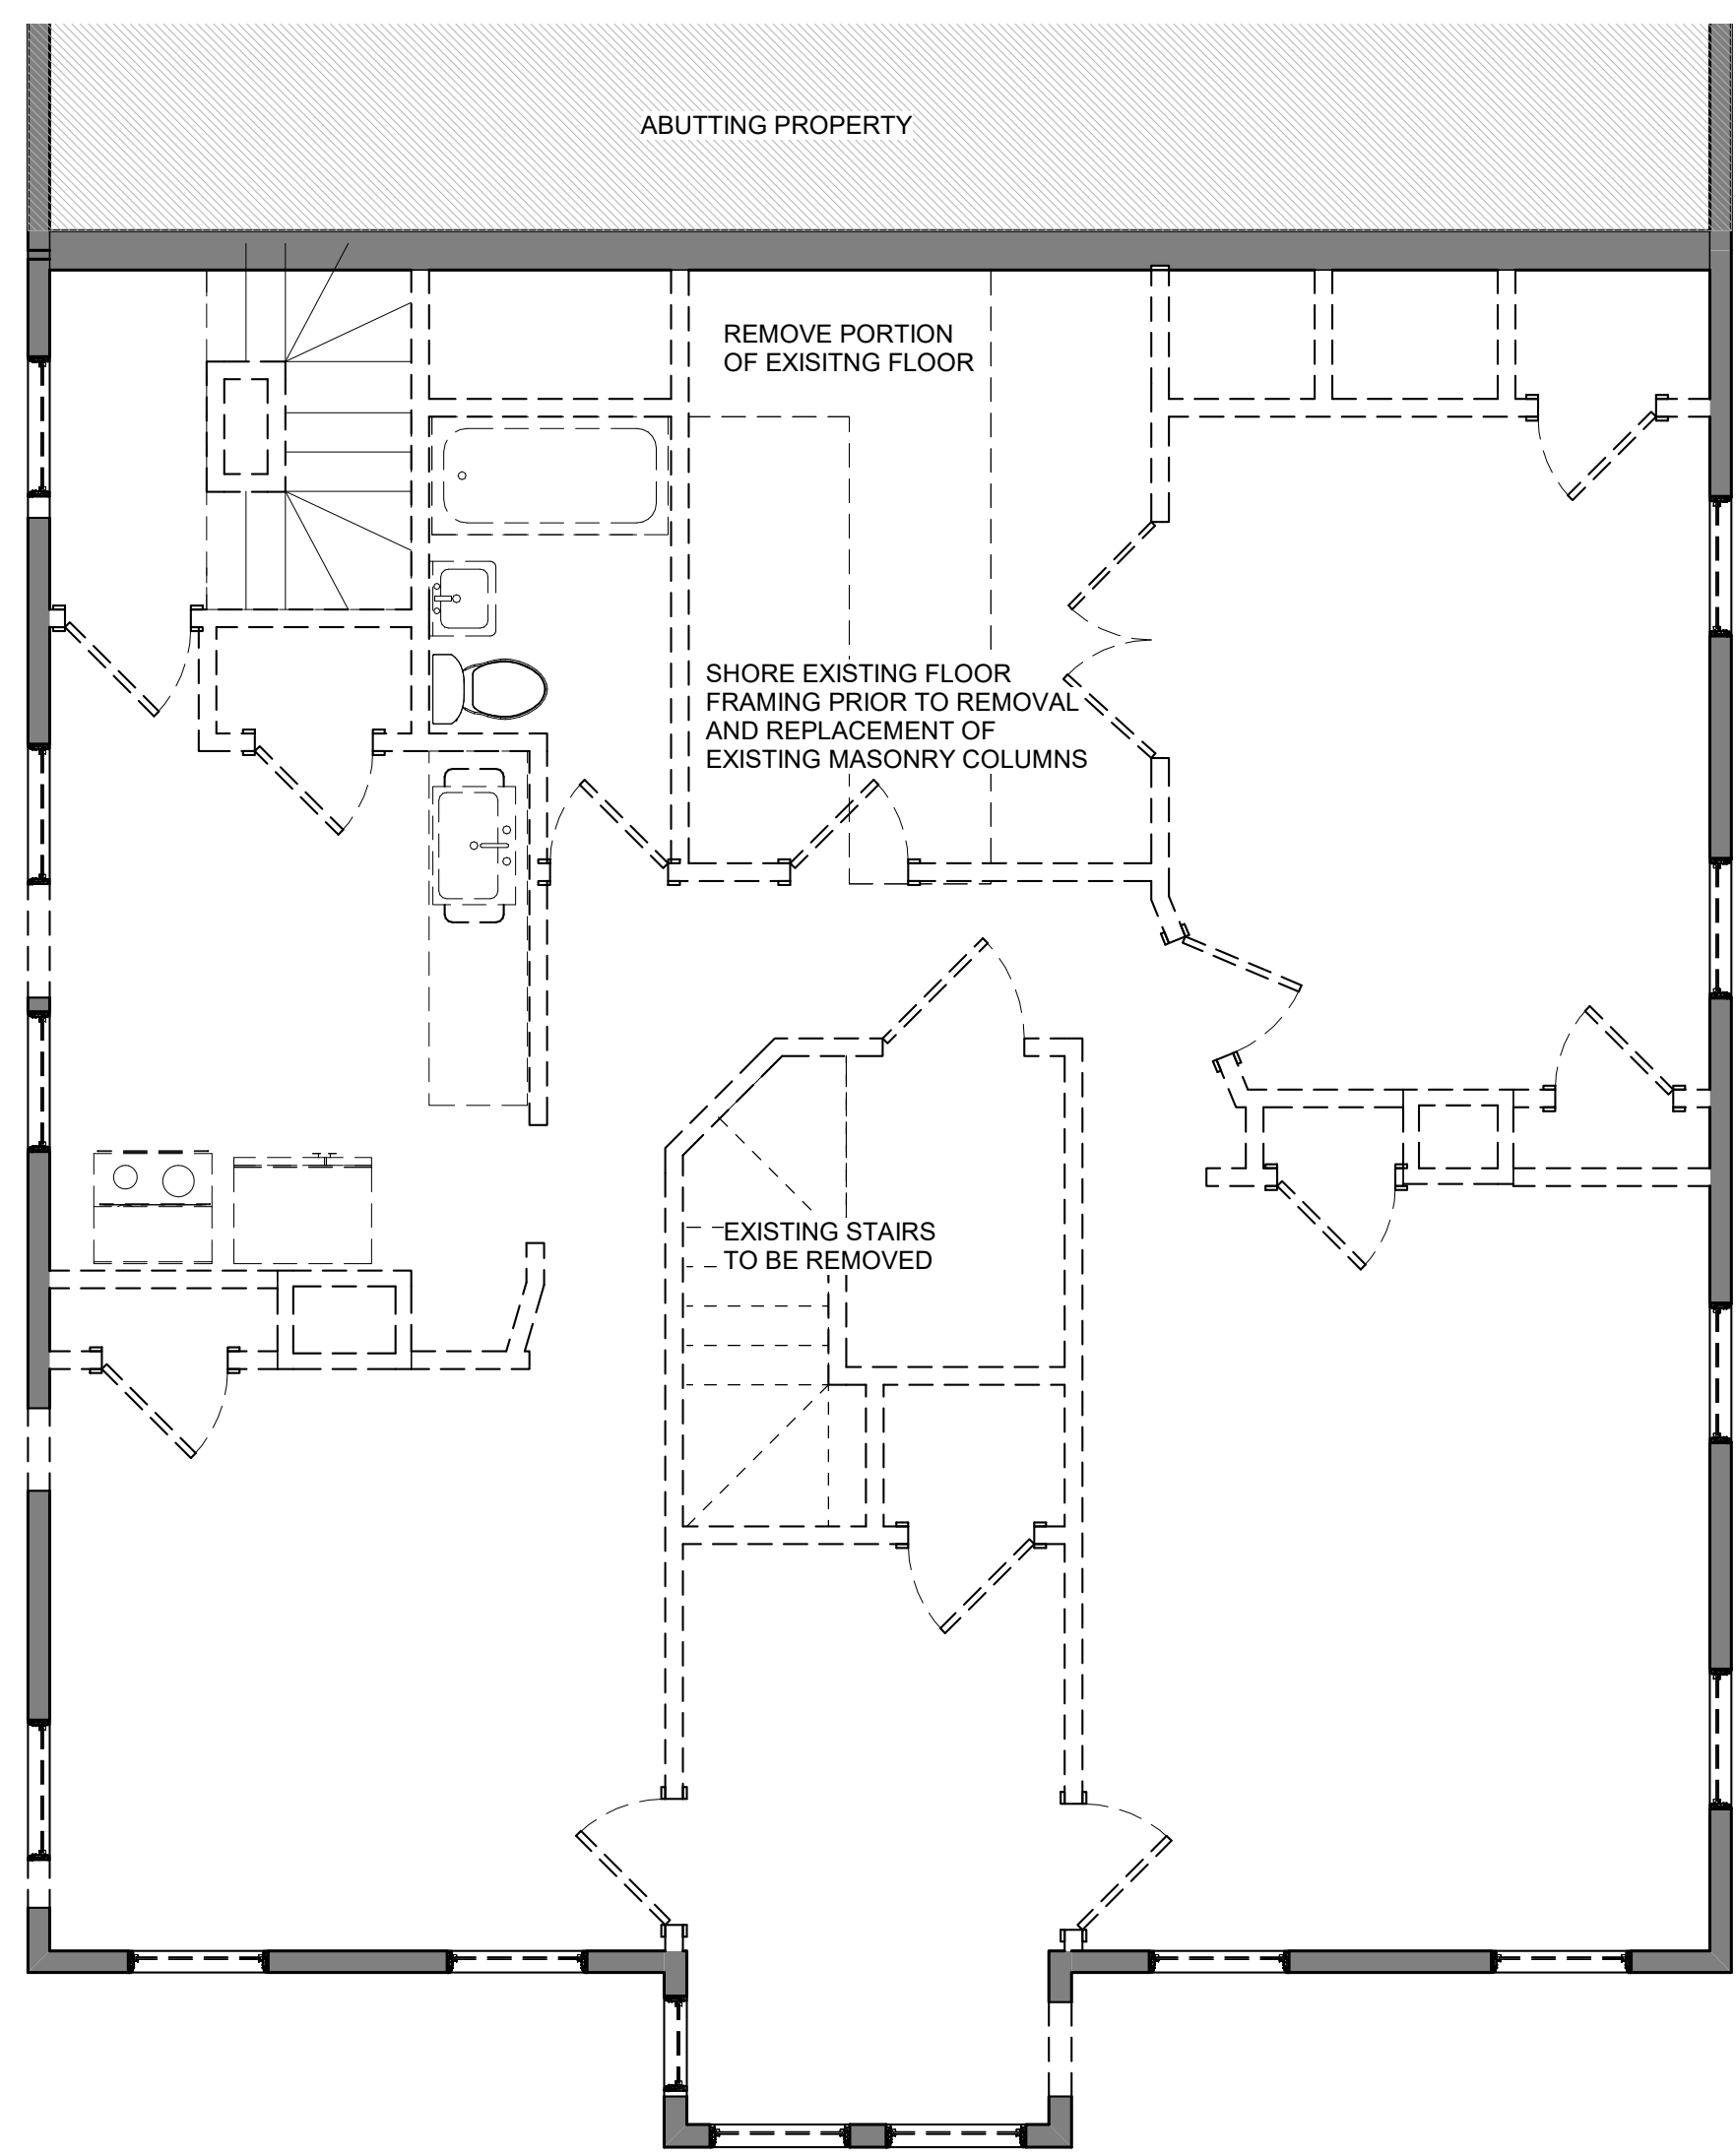 ABUTTING PROPERTY
REMOVE PORTION
OF EXISITNG FLOOR
SHORE EXISTING FLOOR
FRAMING PRIOR TO REMOVAL
AND REPLACEMENT OF
EXISTING MASONRY COLUMNS
EXISTING STAIRS
TO BE REMOVED